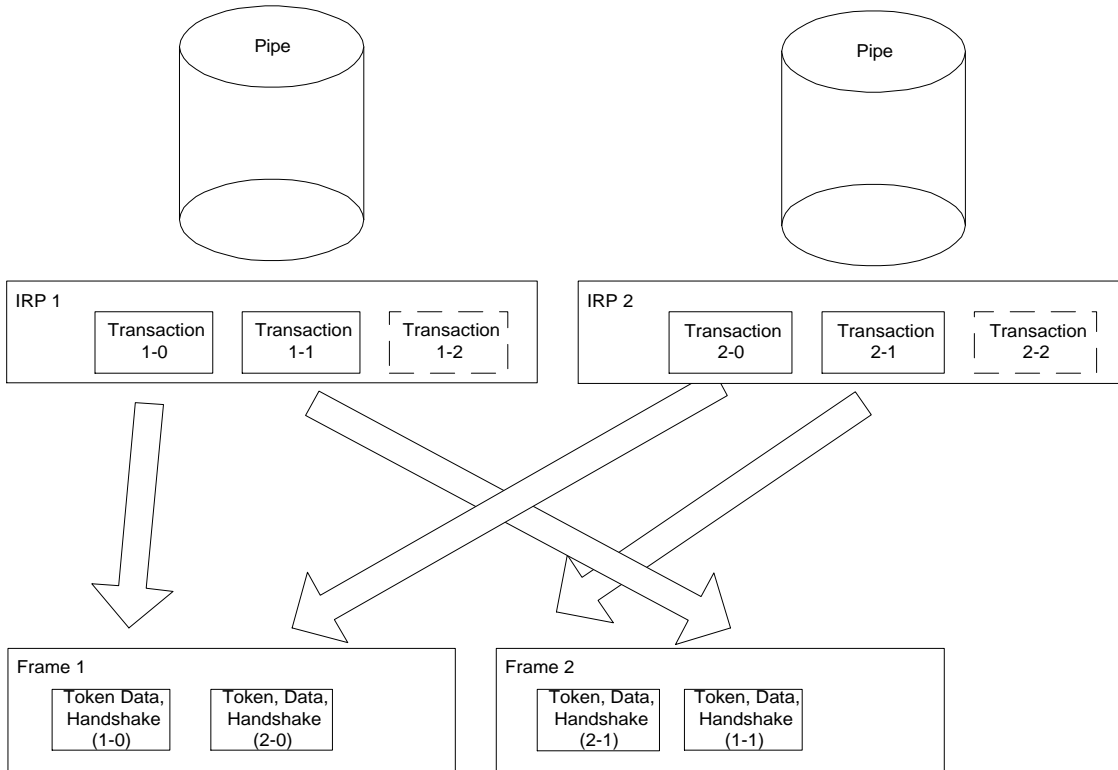 Pipe
Pipe
IRP 1
Transaction
1-0
Transaction
1-1
Transaction
1-2
IRP 2
Transaction
2-0
Transaction
2-1
Transaction
2-2
Frame 1
Token Data,
Handshake
(1-0)
Token, Data,
Handshake
(2-0)
Frame 2
Token, Data,
Handshake
(2-1)
Token, Data,
Handshake
(1-1)